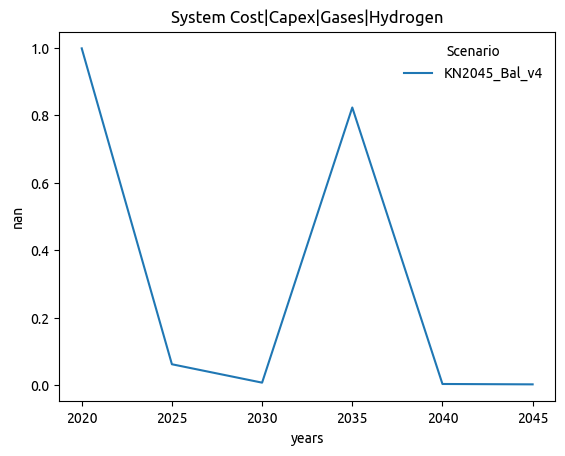 System Cost|Capex|Gases|Hydrogen
Scenario
KN2045_Bal_v4
1.0
0.8
0.6
0.4
0.2
0.0
nan
2020 2025 2030 2035 2040 2045
years